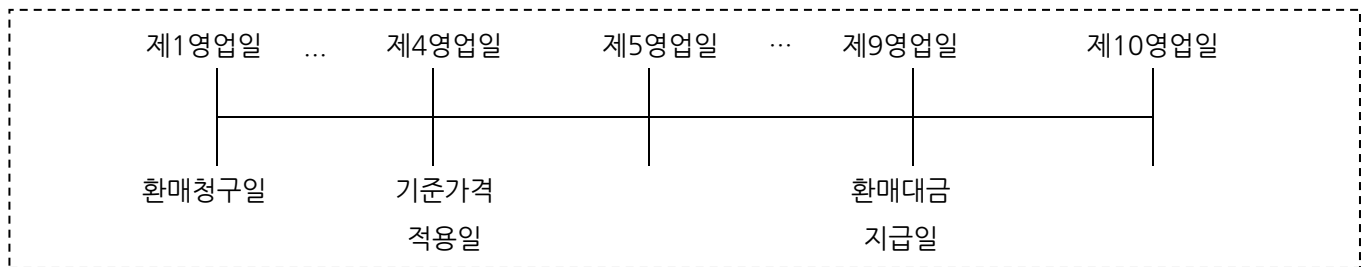 제1영업일 … 제4영업일 제5영업일 … 제9영업일 제10영업일
환매청구일 기준가격 환매대금
적용일 지급일